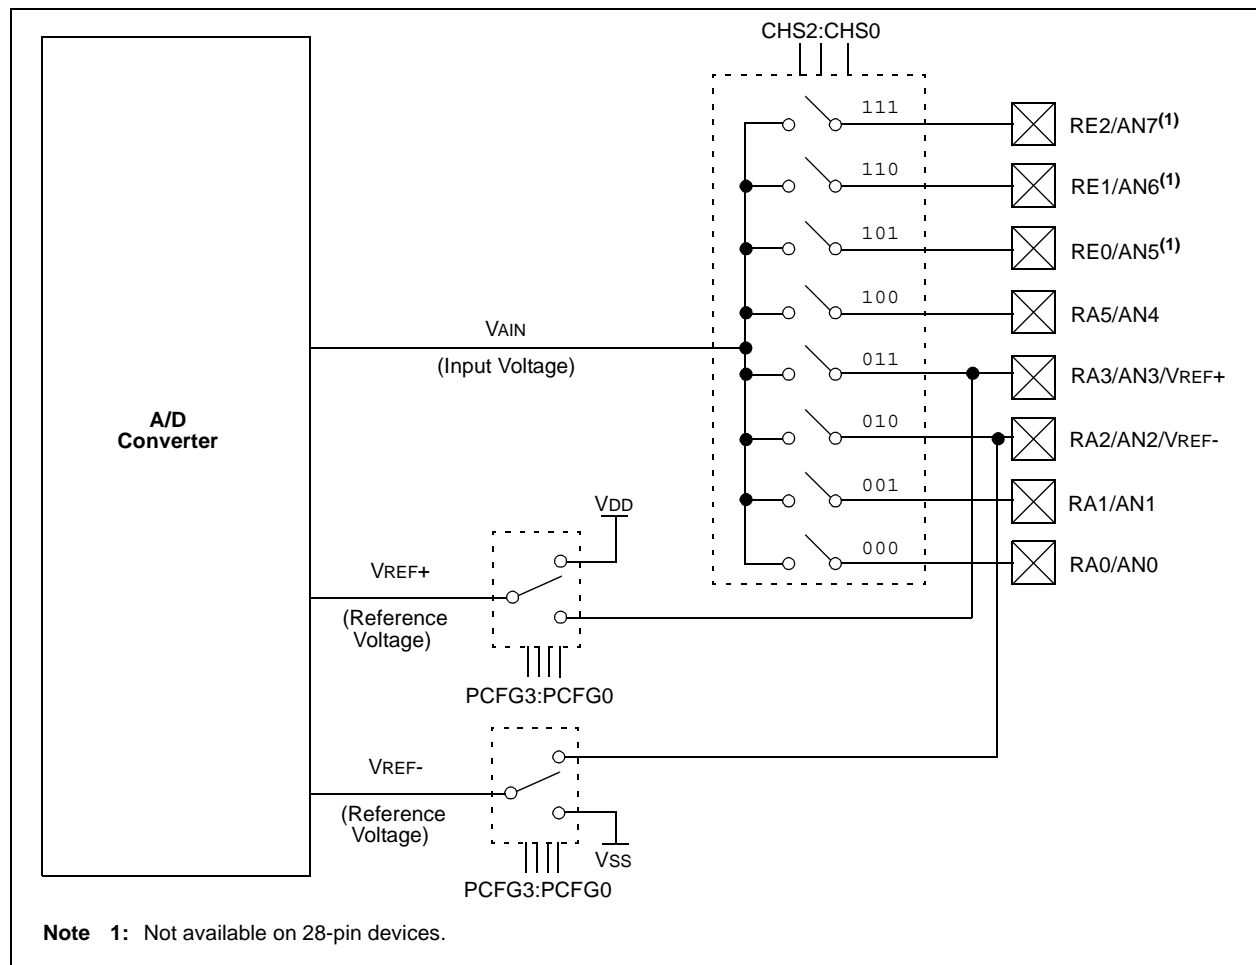 CHS2:CHS0
111
RE2/AN7(1)
110
RE1/AN6(1)
101
RE0/AN5(1)
100
RA5/AN4
VAIN
(Input Voltage)
011
RA3/AN3/VREF+
A/D
Converter
010
RA2/AN2/VREF-
001
RA1/AN1
VDD
000
RA0/AN0
VREF+
(Reference
Voltage)
PCFG3:PCFG0
VREF-
(Reference
Voltage)
VSS
PCFG3:PCFG0
Note 1: Not available on 28-pin devices.